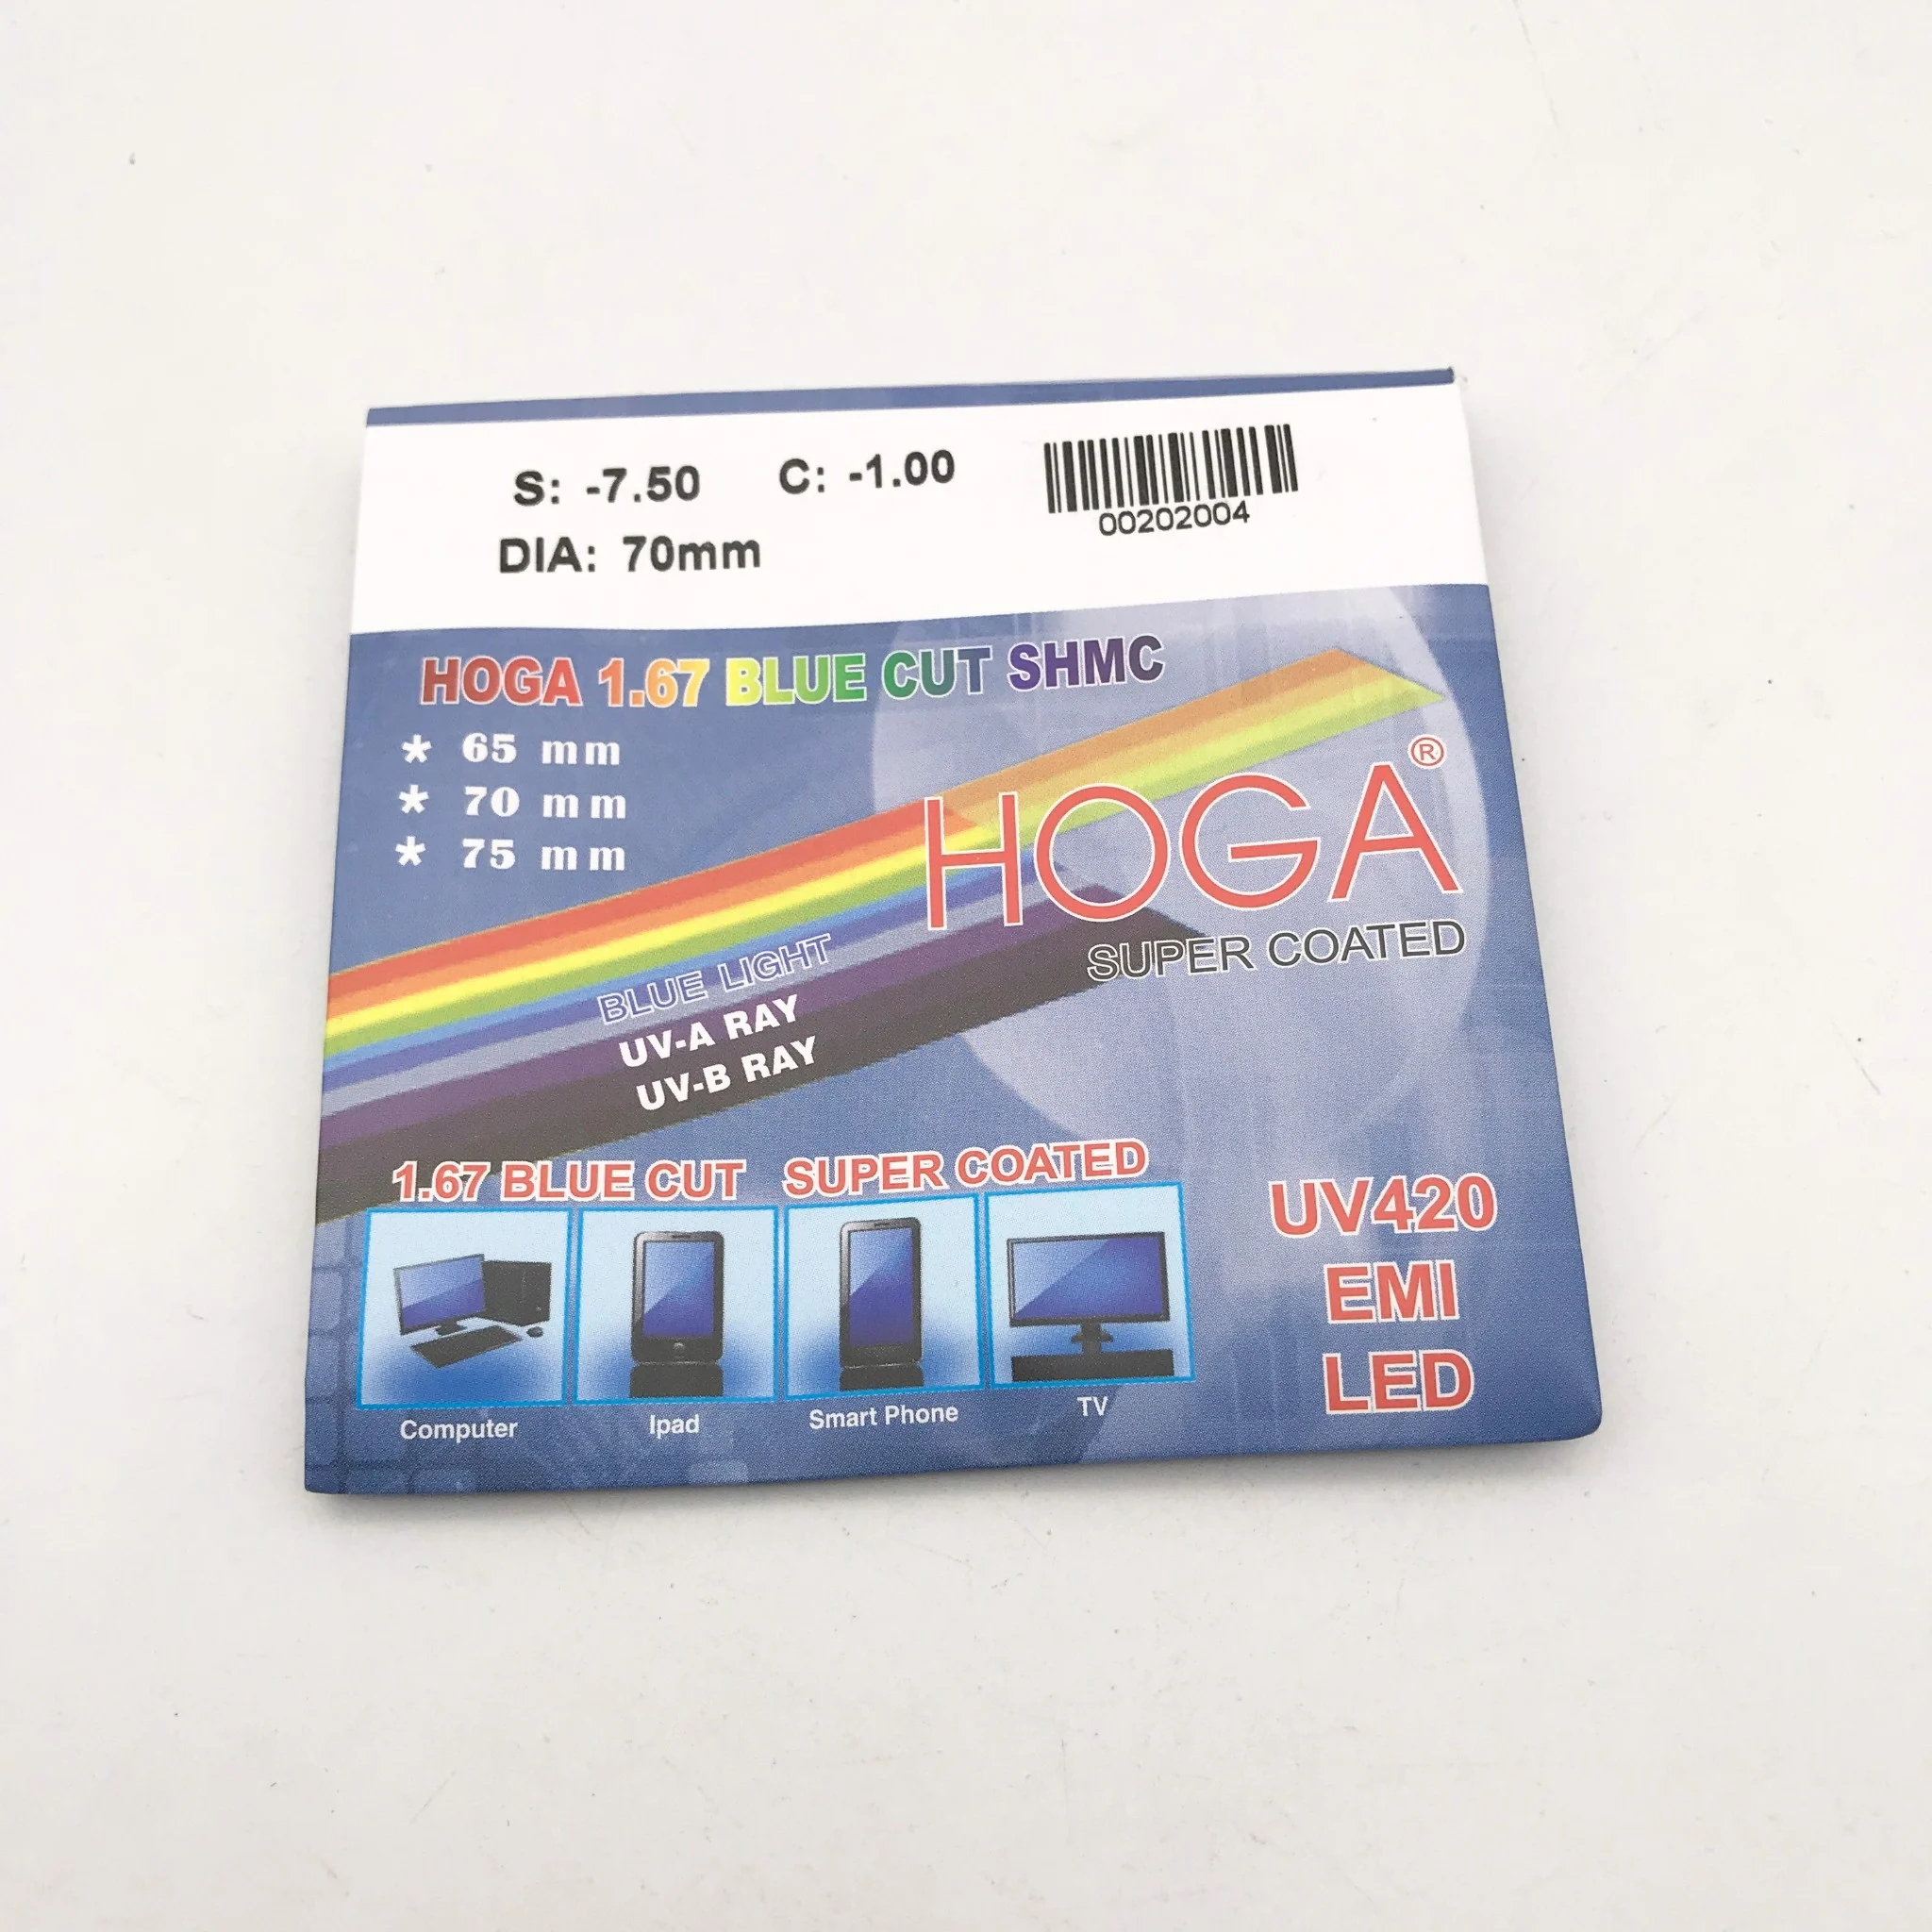 S: -7.50 C: -1.00
DIA: 70mm
00202004
HOGA 1.67 BLUE CUT SHMC
* 65 mm
* 70 mm
* 75 mm
HOGA®
SUPER COATED
BLUE LIGHT
UV-A RAY
UV-B RAY
1.67 BLUE CUT SUPER COATED
Computer
Ipad
Smart Phone
TV
UV420
EMI
LED